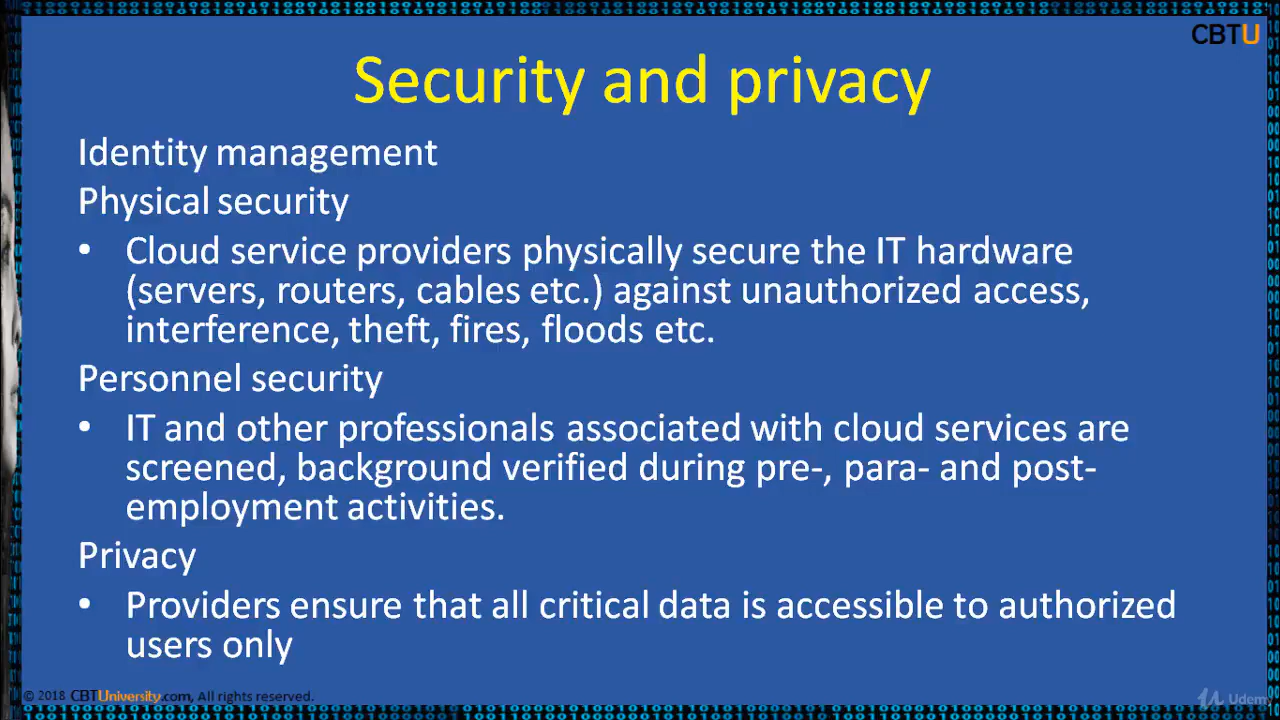 CBTU
Security and privacy
Identity management
Physical security
• Cloud service providers physically secure the IT hardware
(servers, routers, cables etc.) against unauthorized access,
interference, theft, fires, floods etc.
Personnel security
• IT and other professionals associated with cloud services are
screened, background verified during pre-, para- and post-
employment activities.
Privacy
• Providers ensure that all critical data is accessible to authorized
users only
© 2018 CBTUniversity.com, All rights reserved.
Udemy